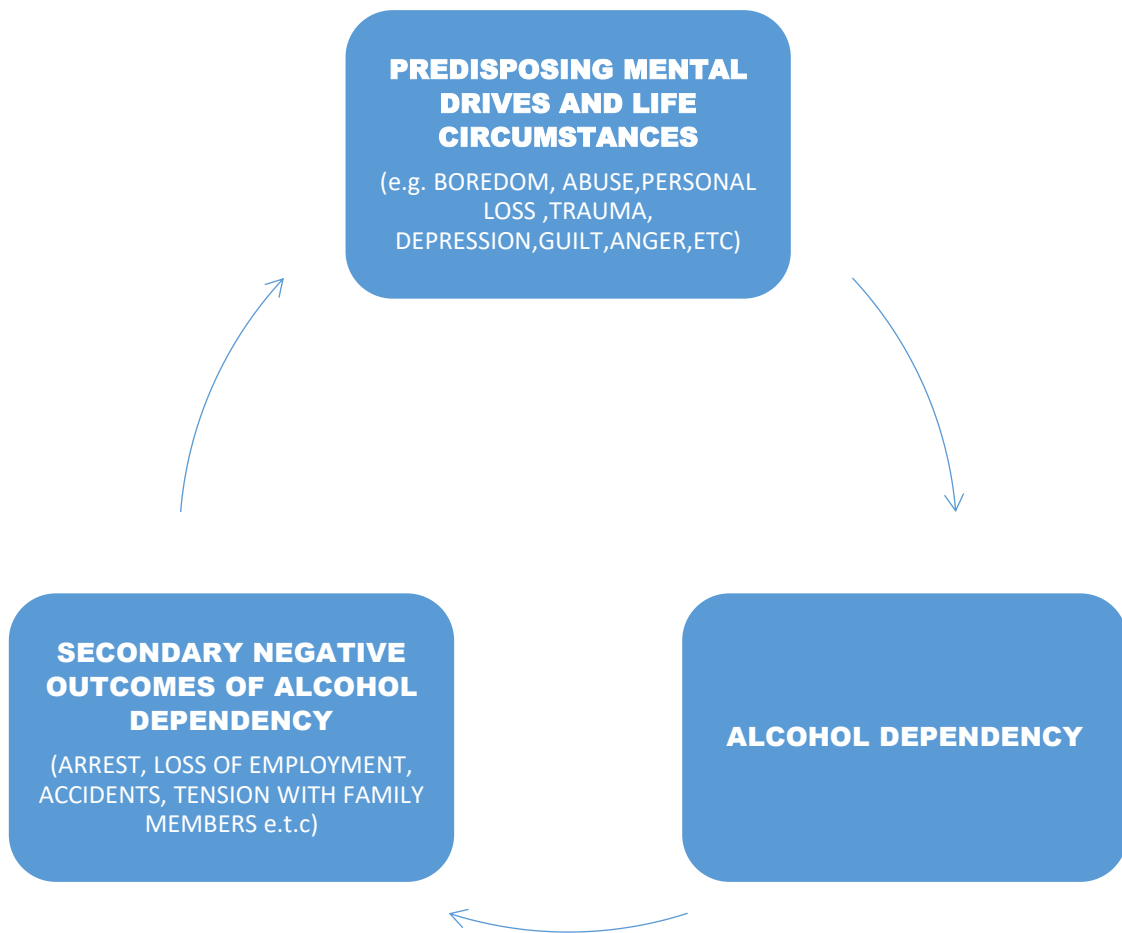 PREDISPOSING MENTAL
DRIVES AND LIFE
CIRCUMSTANCES
(e.g. BOREDOM, ABUSE,PERSONAL
LOSS ,TRAUMA,
DEPRESSION,GUILT,ANGER,ETC)
SECONDARY NEGATIVE
OUTCOMES OF ALCOHOL
DEPENDENCY
(ARREST, LOSS OF EMPLOYMENT,
ACCIDENTS, TENSION WITH FAMILY
MEMBERS e.t.c)
ALCOHOL DEPENDENCY